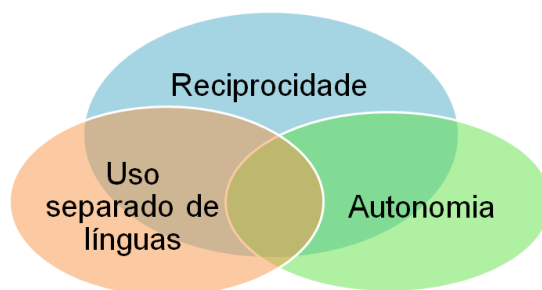 Reciprocidade
Uso
separado de
línguas
Autonomia